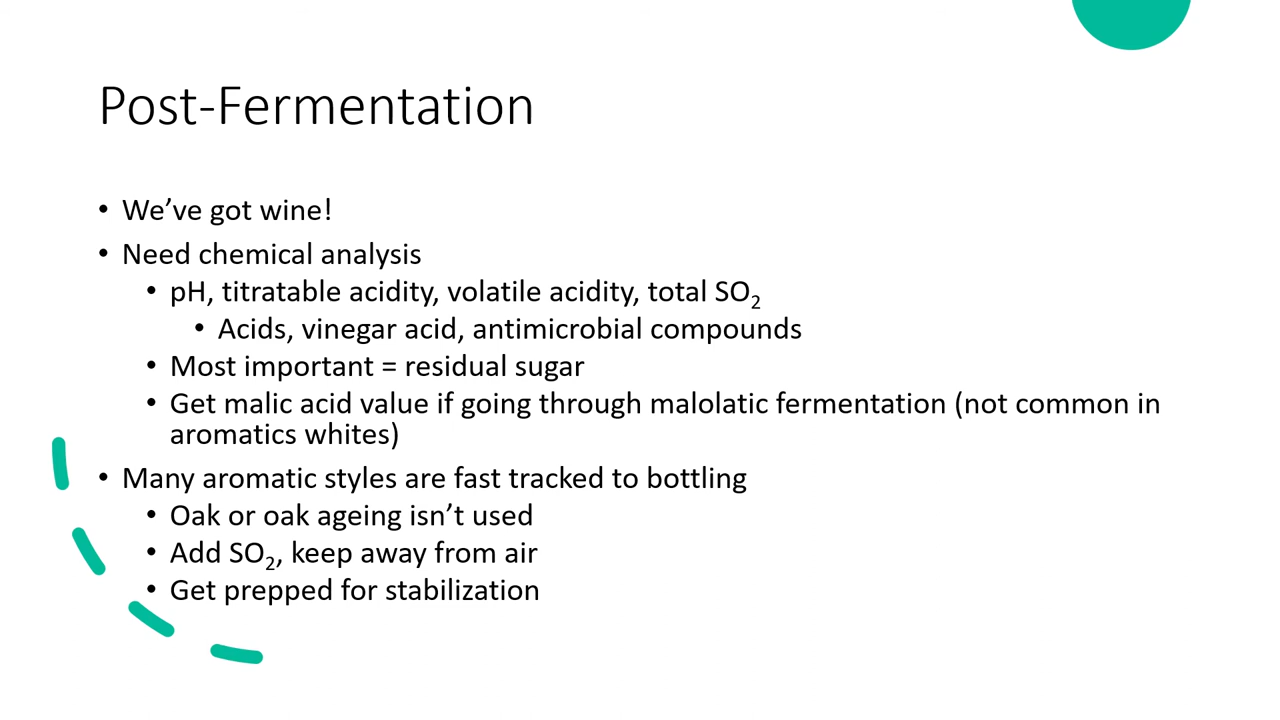 Post-Fermentation
• We’ve got wine!
• Need chemical analysis
• pH, titratable acidity, volatile acidity, total SO₂
• Acids, vinegar acid, antimicrobial compounds
• Most important = residual sugar
• Get malic acid value if going through malolatic fermentation (not common in
aromatics whites)
• Many aromatic styles are fast tracked to bottling
• Oak or oak ageing isn’t used
• Add SO₂, keep away from air
• Get prepped for stabilization